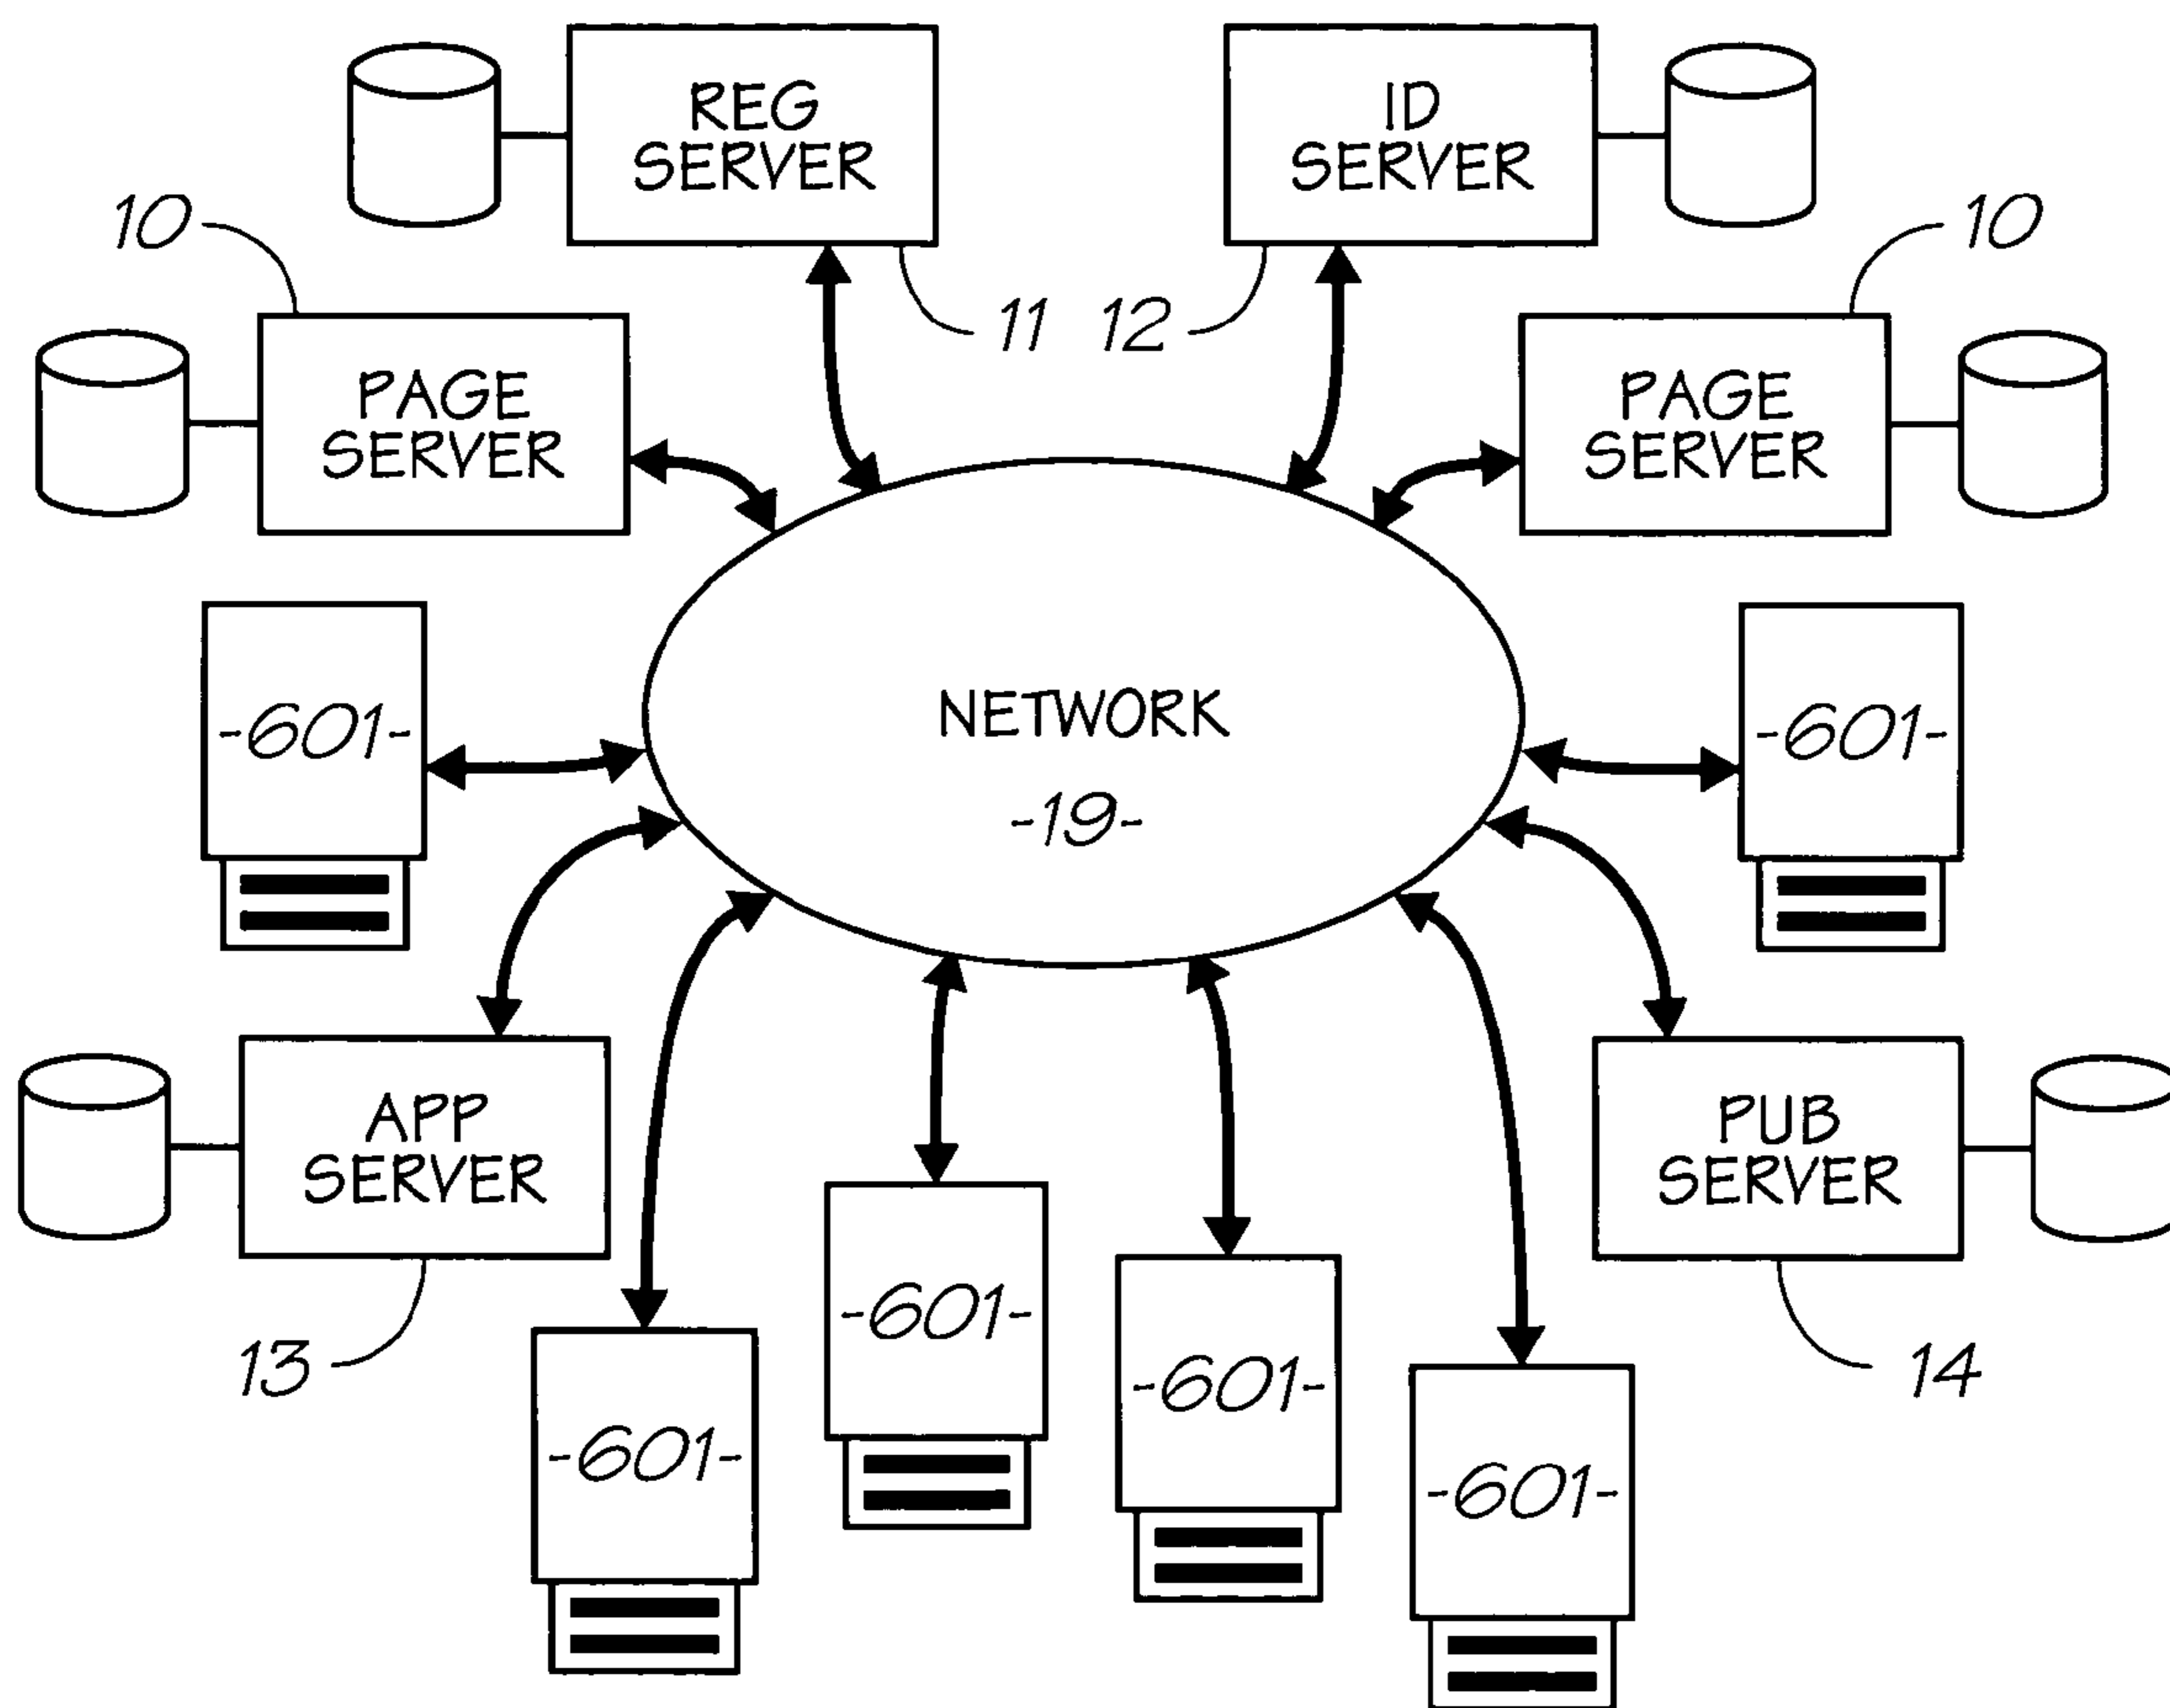 REG
SERVER
ID
SERVER
10
10
11
12
PAGE
SERVER
PAGE
SERVER
-601-
NETWORK
-19-
-601-
APP
SERVER
PUB
SERVER
13
-601-
-601-
-601-
-601-
14